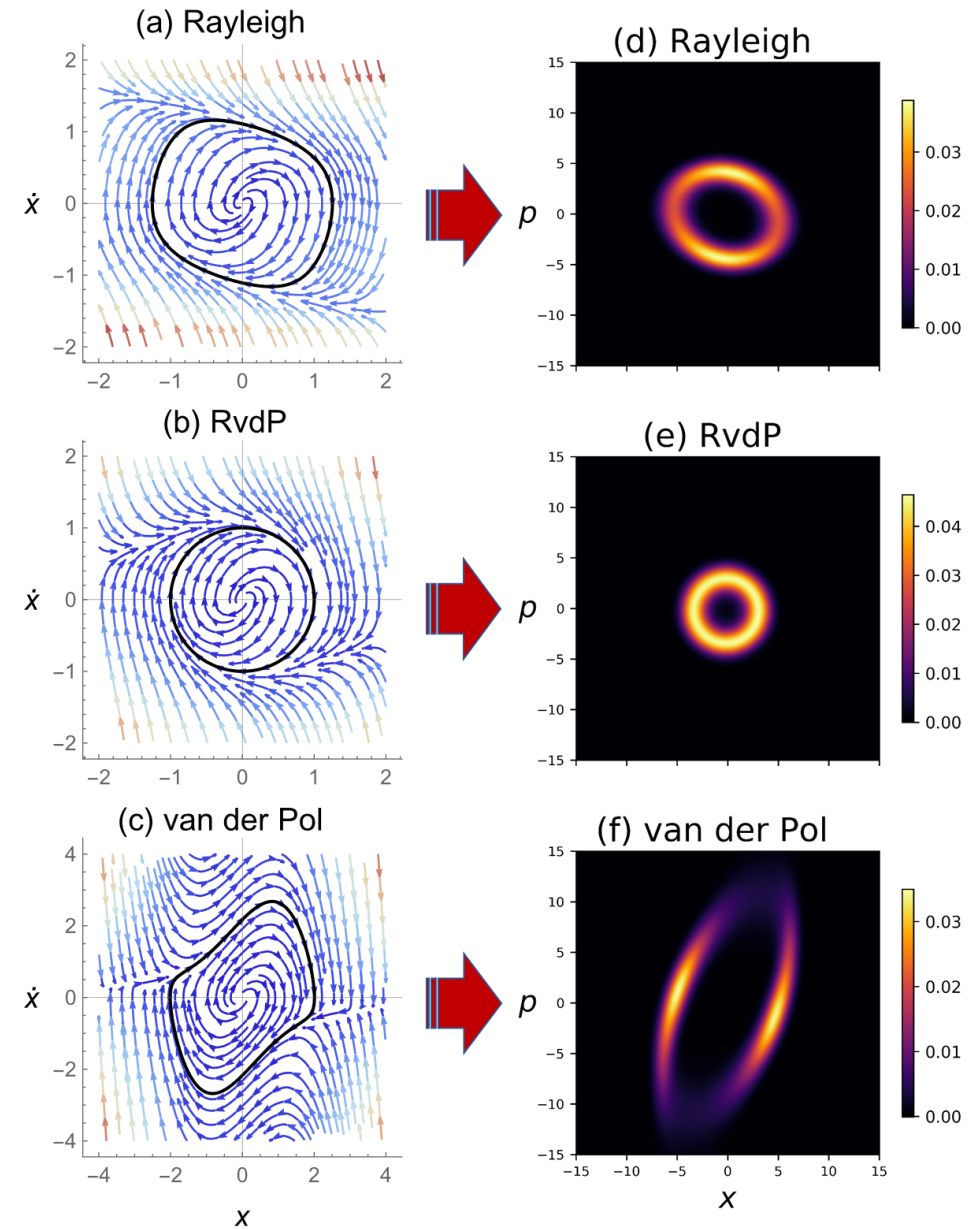 (a) Rayleigh
2
1
0
−1
−2
ẋ
−2 −1 0 1 2
(d) Rayleigh
15
10
5
0
−5
−10
−15
p
0.03
0.02
0.01
0.00
(b) RvdP
2
1
0
−1
−2
ẋ
−2 −1 0 1 2
(e) RvdP
15
10
5
0
−5
−10
−15
p
0.04
0.03
0.02
0.01
0.00
(c) van der Pol
4
2
0
−2
−4
ẋ
−4 −2 0 2 4
x
(f) van der Pol
15
10
5
0
−5
−10
−15
p
−15 −10 −5 0 5 10 15
x
0.03
0.02
0.01
0.00